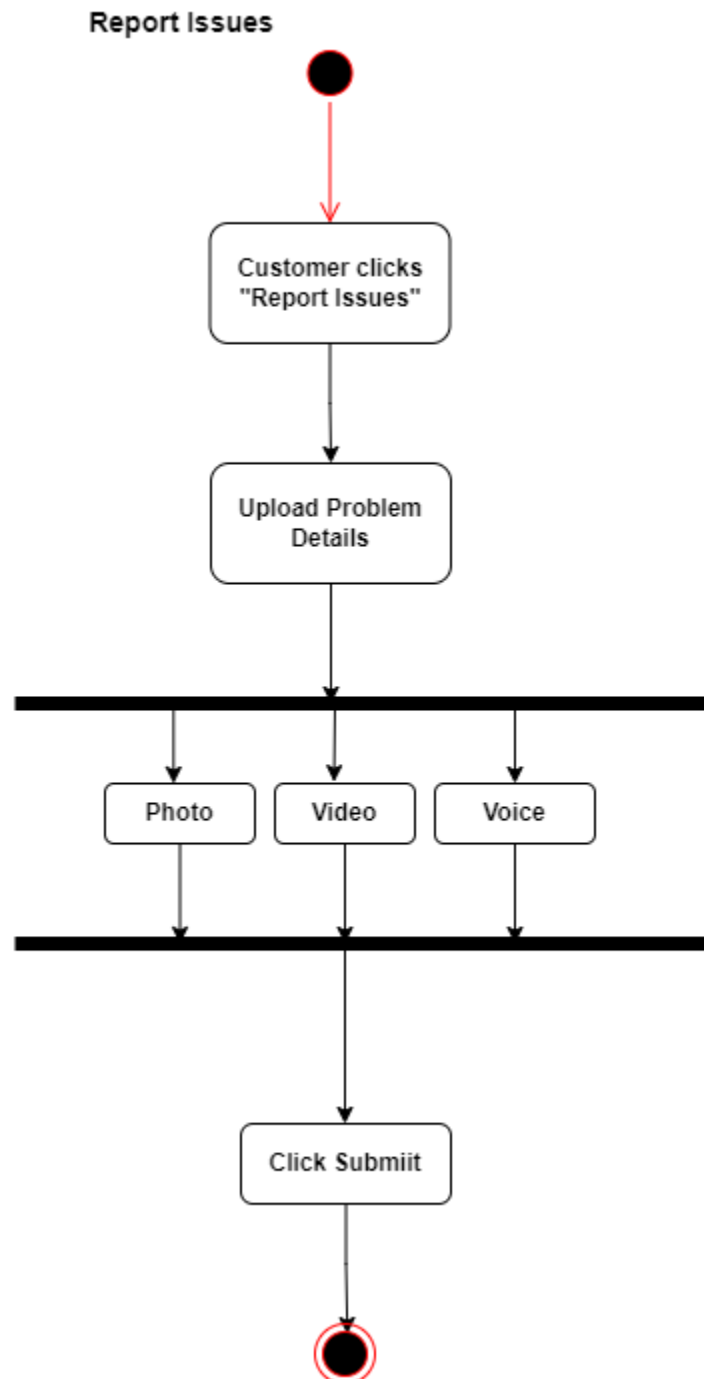 Report Issues
Customer clicks
"Report Issues"
Upload Problem
Details
Photo
Video
Voice
Click Submiit